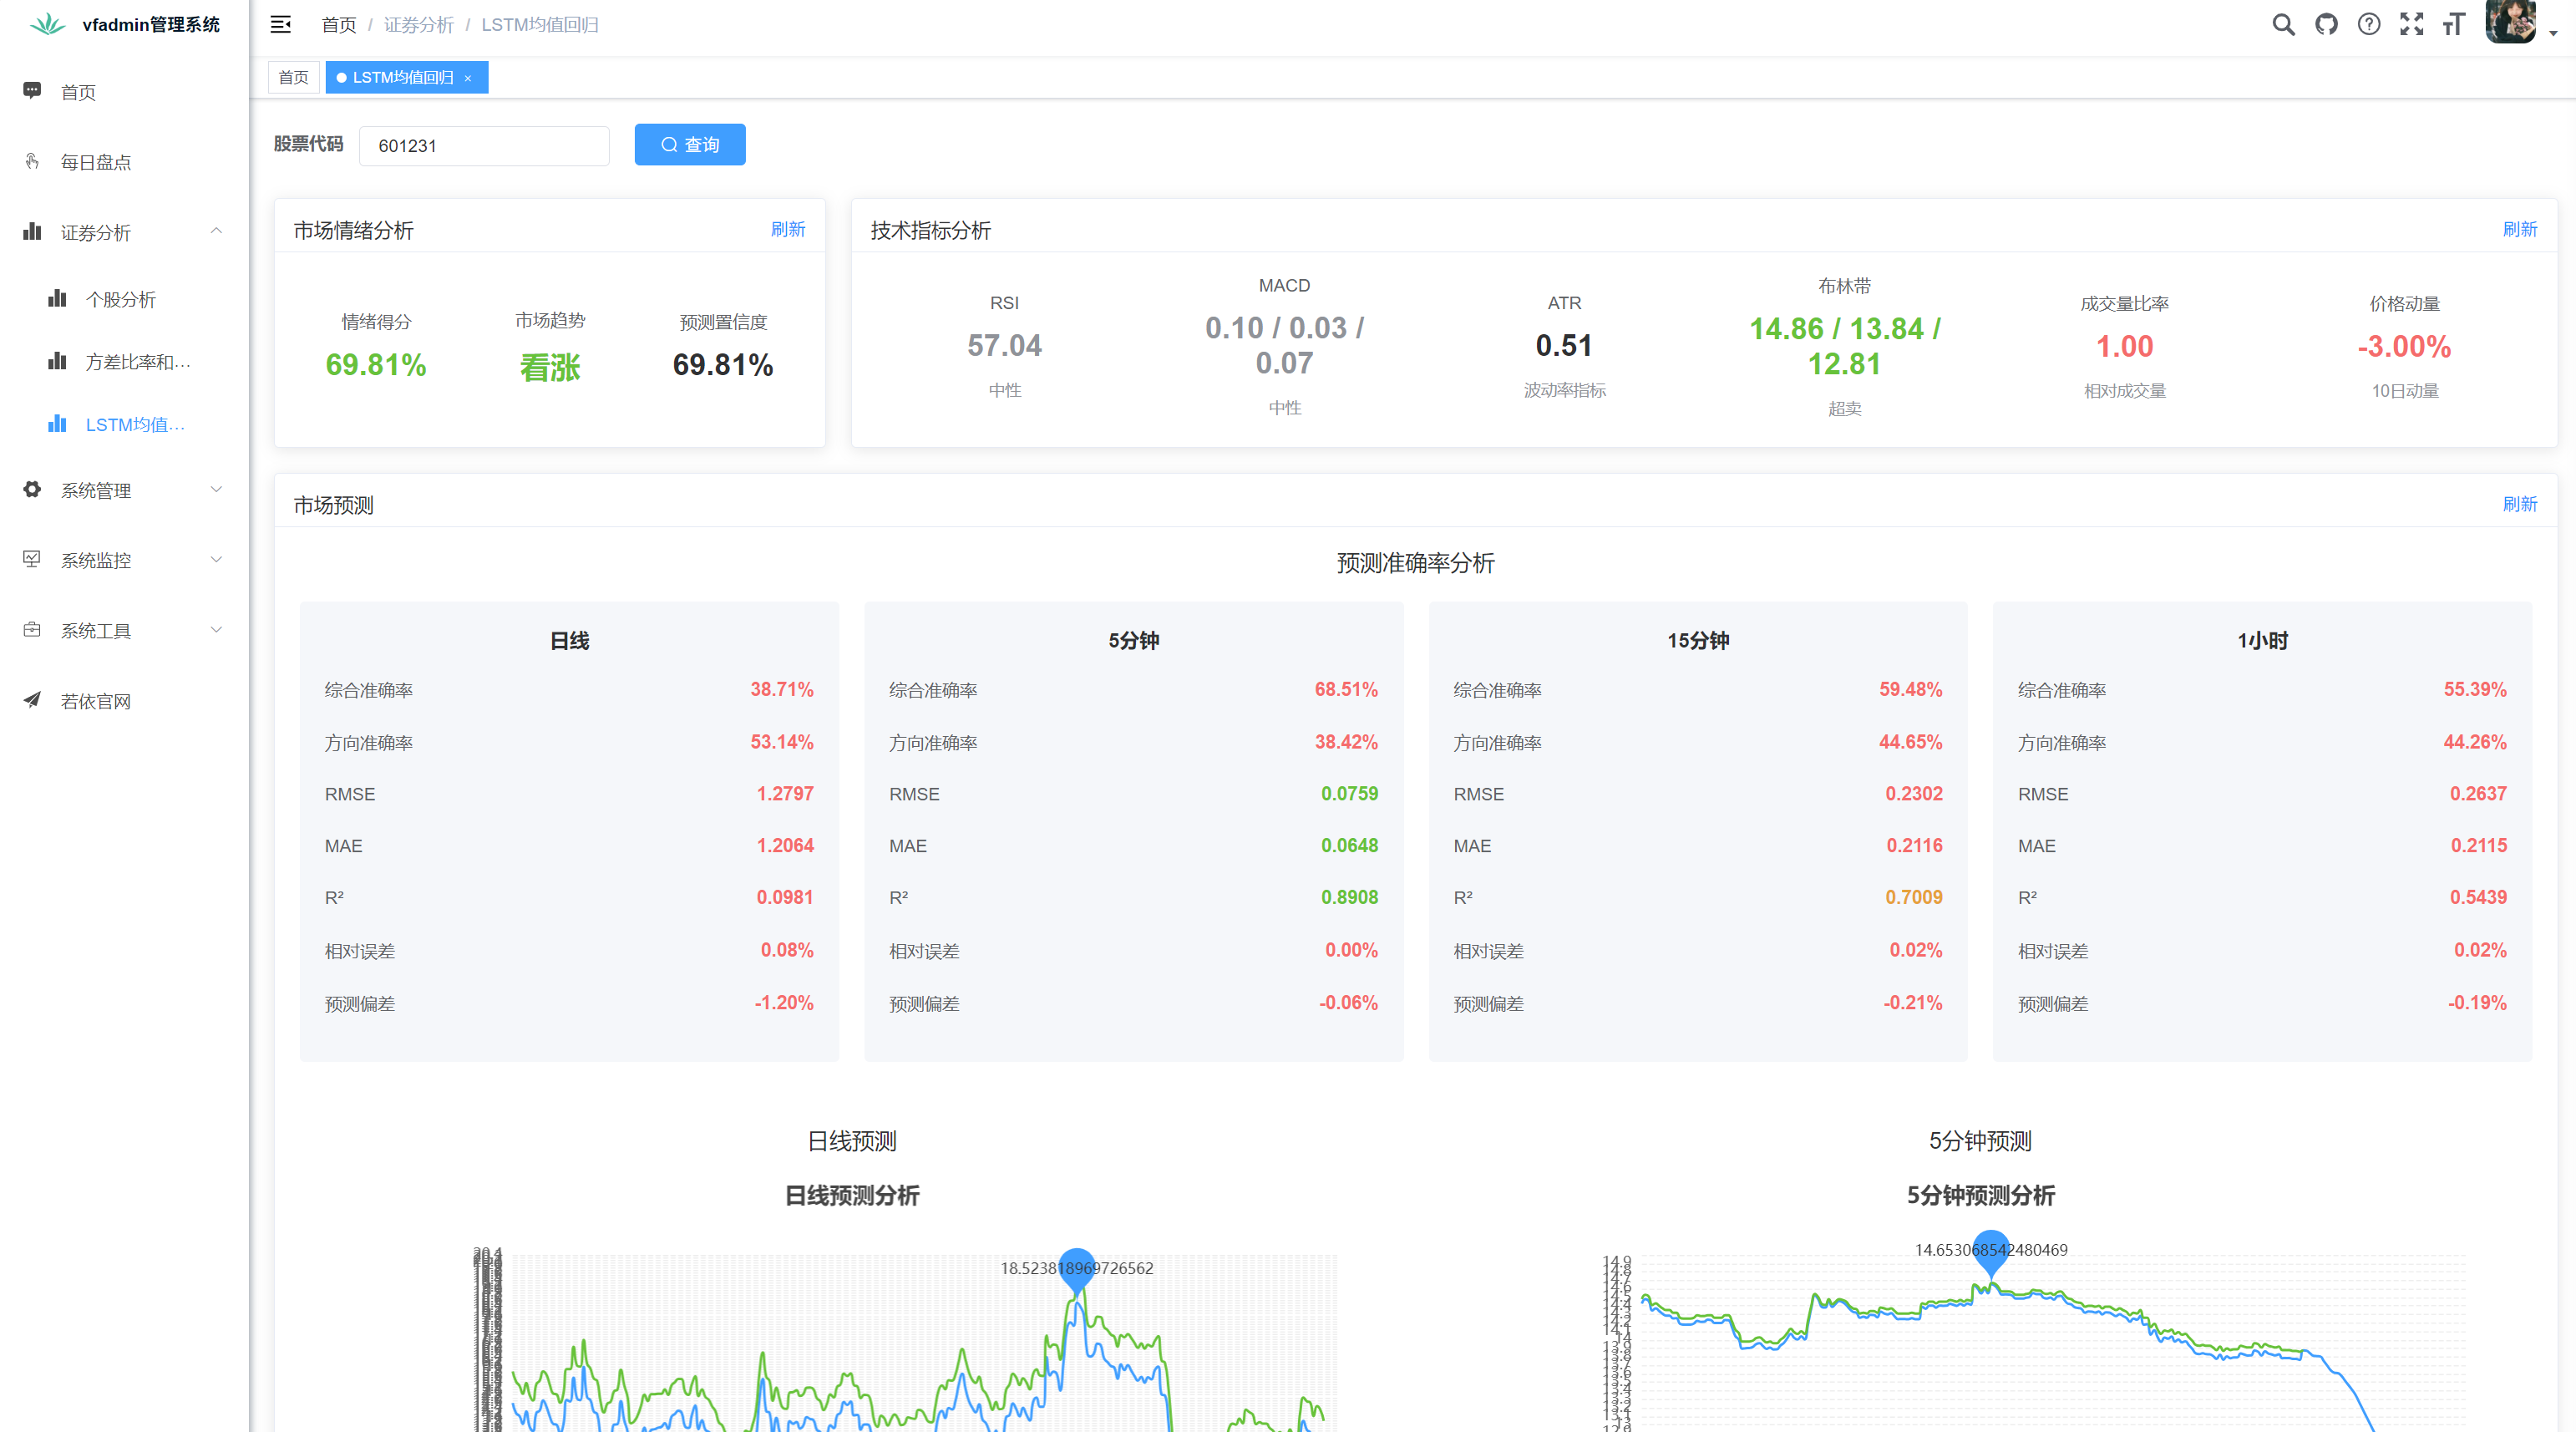 vfadmin管理系统
首页 / 证券分析 / LSTM均值回归
首页
LSTM均值回归 ×
首页
每日盘点
证券分析
个股分析
方差比率和...
LSTM均值...
系统管理
系统监控
系统工具
若依官网
股票代码
601231
查询
市场情绪分析
刷新
情绪得分
69.81%
市场趋势
看涨
预测置信度
69.81%
技术指标分析
刷新
RSI
57.04
中性
MACD
0.10 / 0.03 /
0.07
中性
ATR
0.51
波动率指标
布林带
14.86 / 13.84 /
12.81
超卖
成交量比率
1.00
相对成交量
价格动量
-3.00%
10日动量
市场预测
刷新
预测准确率分析
日线
综合准确率 38.71%
方向准确率 53.14%
RMSE 1.2797
MAE 1.2064
R² 0.0981
相对误差 0.08%
预测偏差 -1.20%
5分钟
综合准确率 68.51%
方向准确率 38.42%
RMSE 0.0759
MAE 0.0648
R² 0.8908
相对误差 0.00%
预测偏差 -0.06%
15分钟
综合准确率 59.48%
方向准确率 44.65%
RMSE 0.2302
MAE 0.2116
R² 0.7009
相对误差 0.02%
预测偏差 -0.21%
1小时
综合准确率 55.39%
方向准确率 44.26%
RMSE 0.2637
MAE 0.2115
R² 0.5439
相对误差 0.02%
预测偏差 -0.19%
日线预测
日线预测分析
18.523818969726562
5分钟预测
5分钟预测分析
14.653068542480469
14.9
14.8
14.7
14.6
14.5
14.4
14.3
14.2
14.1
14
13.9
13.8
13.7
13.6
13.5
13.4
13.3
13.2
13.1
13
12.9